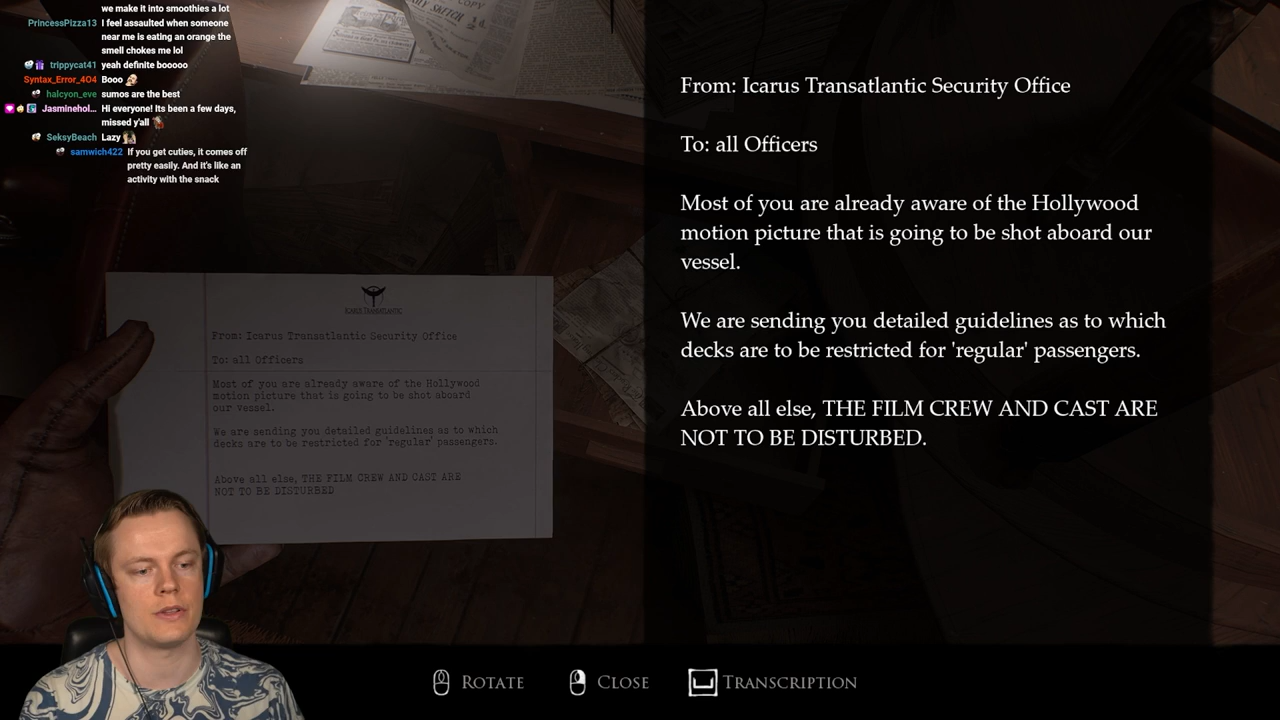 we make it into smoothies a lot
PrincessPizza13 I feel assaulted when someone
near me is eating an orange the
smell chokes me lol
trippycat41 yeah definite booooo
Syntax_Error_404 Booo
halcyon_eve sumos are the best
Jasminehol... Hi everyone! Its been a few days,
missed y'all
SeksyBeach Lazy
samwich422 If you get cuties, it comes off
pretty easily. And it's like an
activity with the snack
COPY
SKETCH
ICARUS TRANSATLANTIC
From: Icarus Transatlantic Security Office
To: all Officers
Most of you are already aware of the Hollywood
motion picture that is going to be shot aboard
our vessel.
We are sending you detailed guidelines as to which
decks are to be restricted for 'regular' passengers.
Above all else, THE FILM CREW AND CAST ARE
NOT TO BE DISTURBED
From: Icarus Transatlantic Security Office
To: all Officers
Most of you are already aware of the Hollywood
motion picture that is going to be shot aboard our
vessel.
We are sending you detailed guidelines as to which
decks are to be restricted for 'regular' passengers.
Above all else, THE FILM CREW AND CAST ARE
NOT TO BE DISTURBED.
ROTATE
CLOSE
TRANSCRIPTION